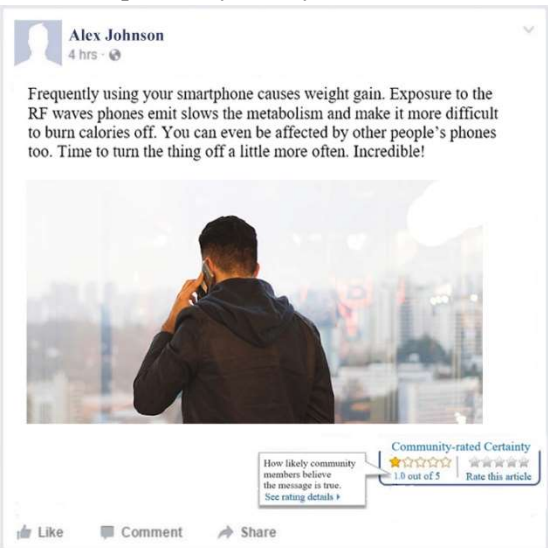 Alex Johnson
4 hrs ·
Frequently using your smartphone causes weight gain. Exposure to the
RF waves phones emit slows the metabolism and make it more difficult
to burn calories off. You can even be affected by other people's phones
too. Time to turn the thing off a little more often. Incredible!
Community-rated Certainty
How likely community
members believe
the message is true.
See rating details
1.0 out of 5
Rate this article
Like Comment Share